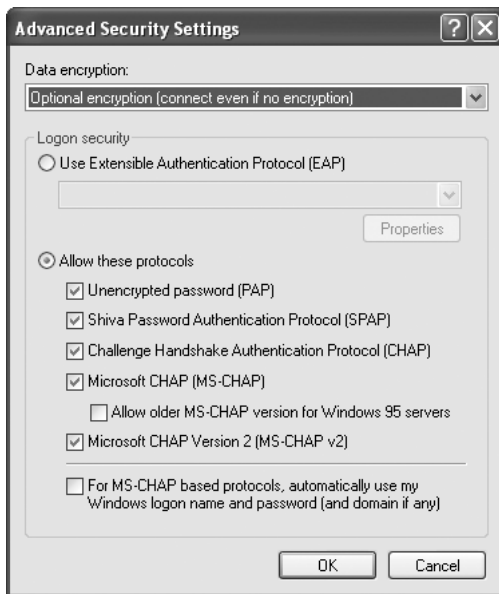 Advanced Security Settings
Data encryption:
Optional encryption (connect even if no encryption)
Logon security
Use Extensible Authentication Protocol (EAP)
Properties
Allow these protocols
Unencrypted password (PAP)
Shiva Password Authentication Protocol (SPAP)
Challenge Handshake Authentication Protocol (CHAP)
Microsoft CHAP (MS-CHAP)
Allow older MS-CHAP version for Windows 95 servers
Microsoft CHAP Version 2 (MS-CHAP v2)
For MS-CHAP based protocols, automatically use my
Windows logon name and password (and domain if any)
OK Cancel